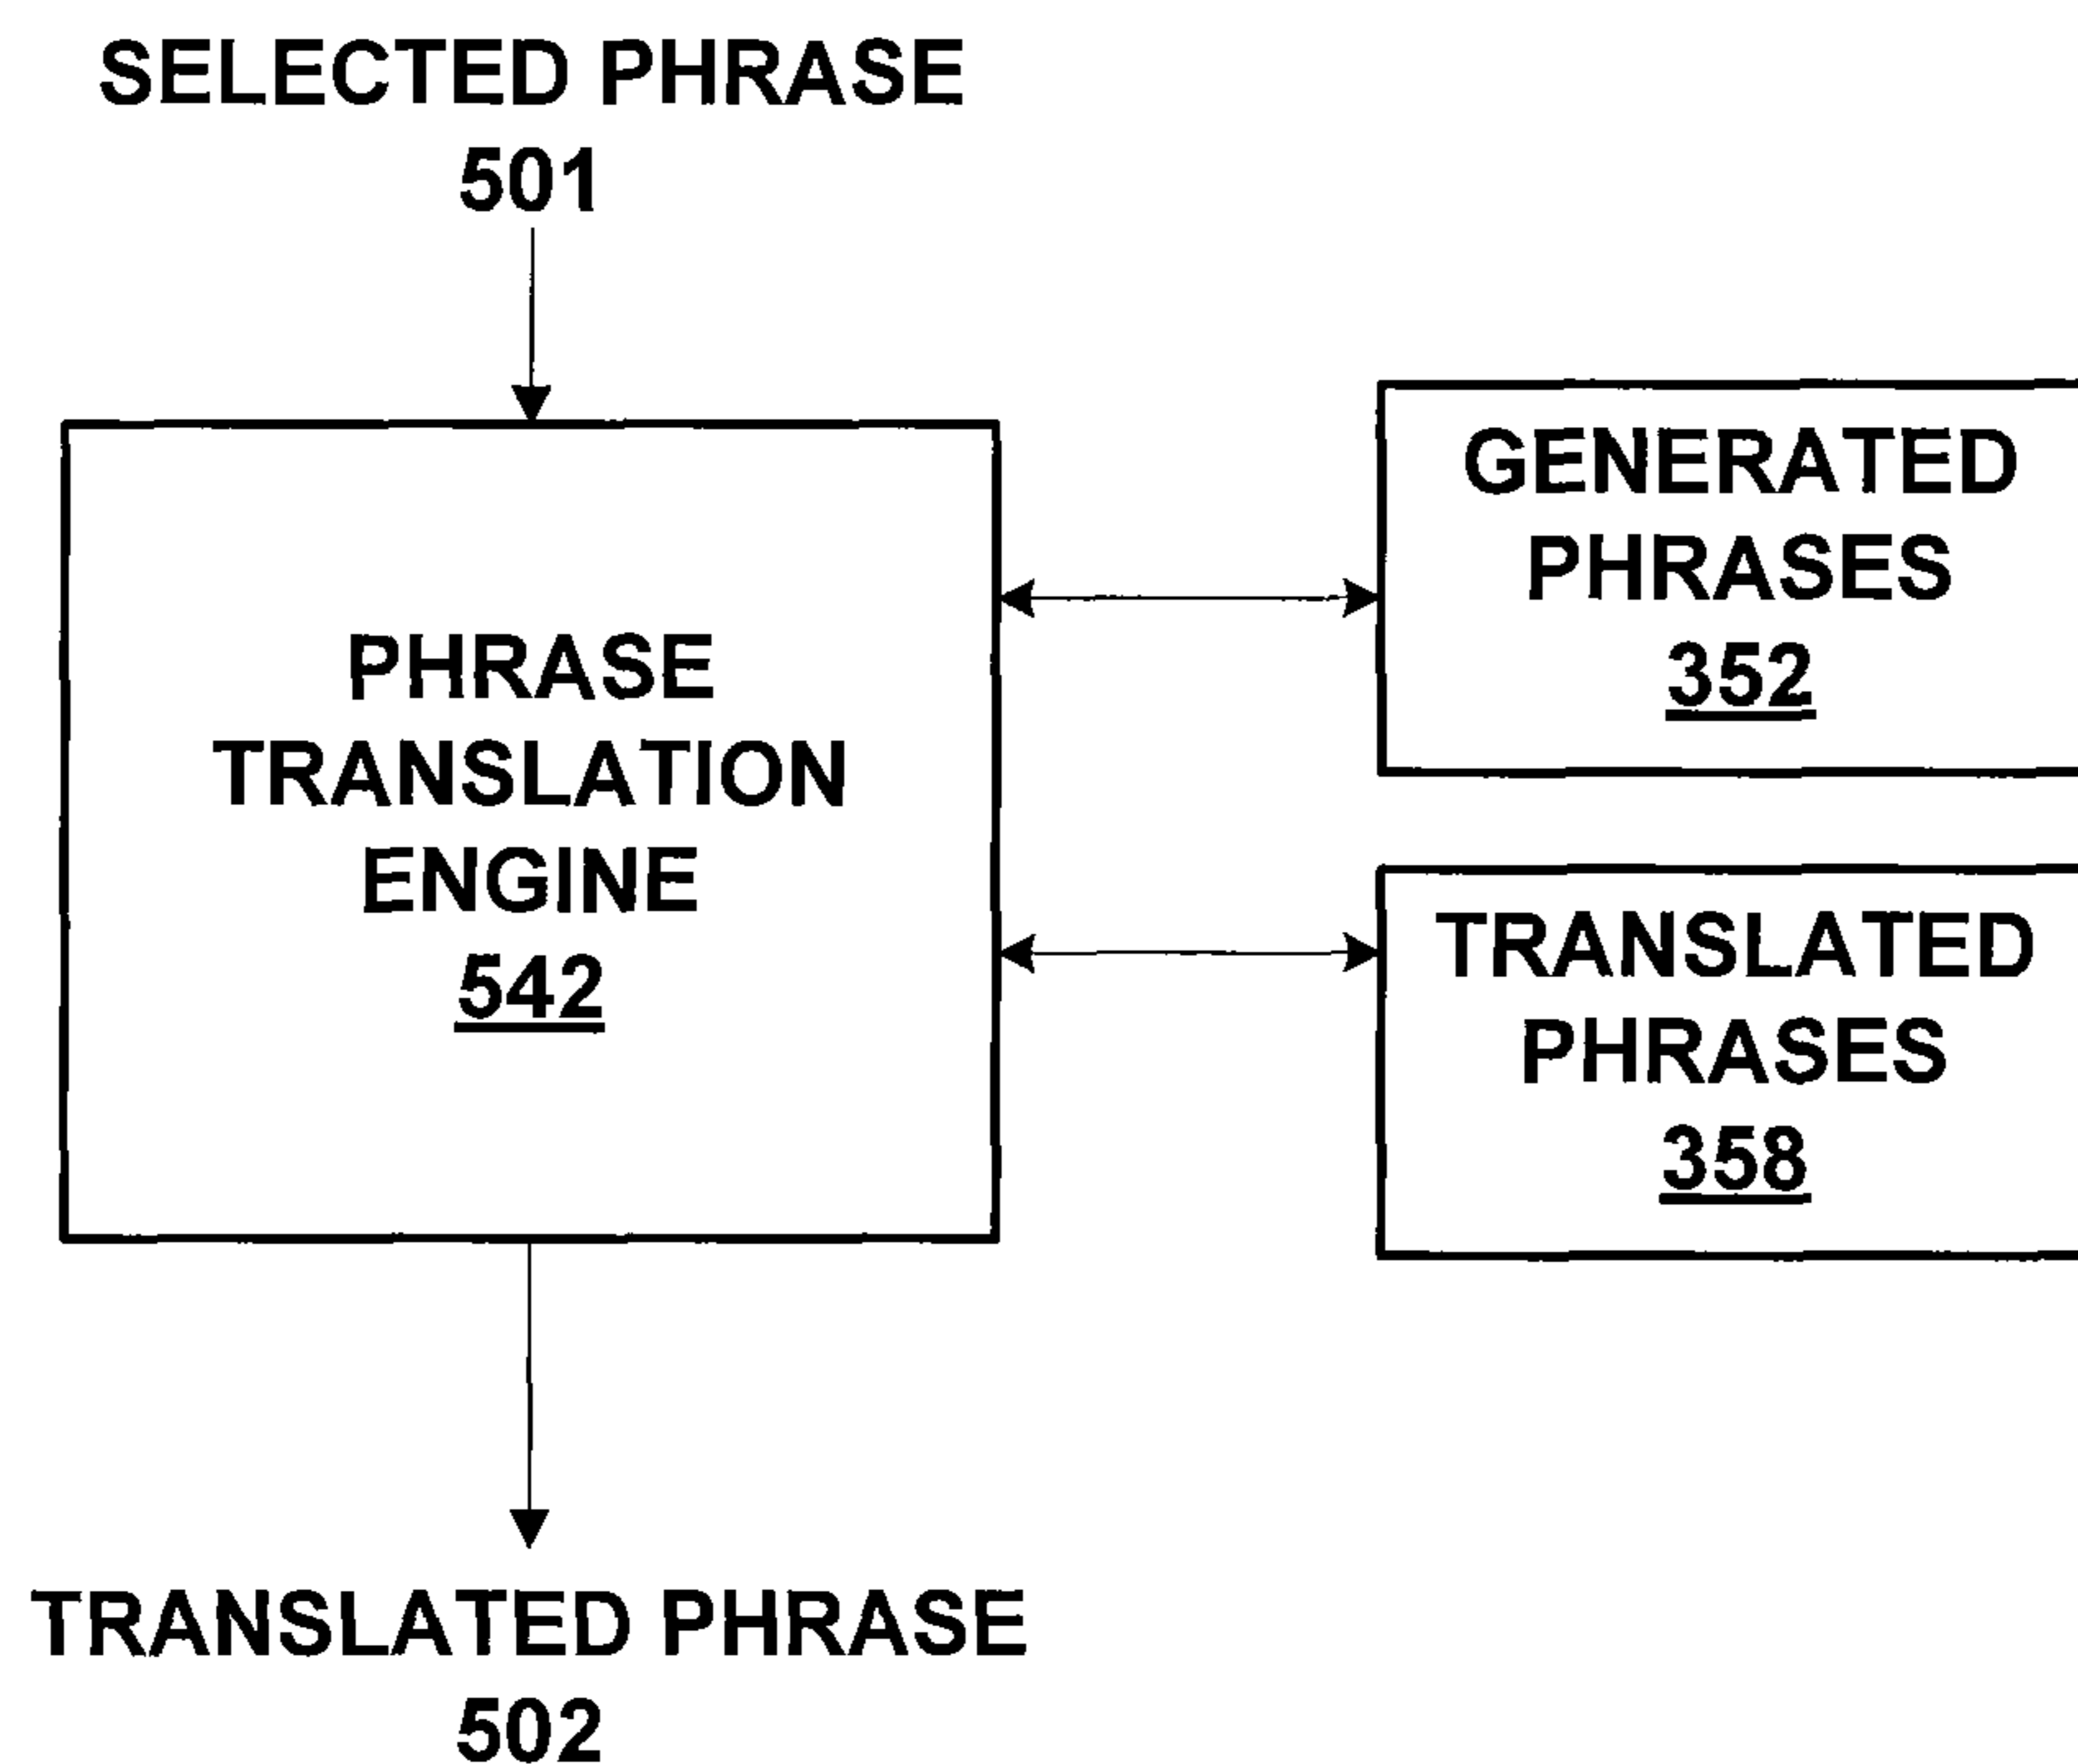 SELECTED PHRASE
501
PHRASE
TRANSLATION
ENGINE
542
GENERATED
PHRASES
352
TRANSLATED
PHRASES
358
TRANSLATED PHRASE
502